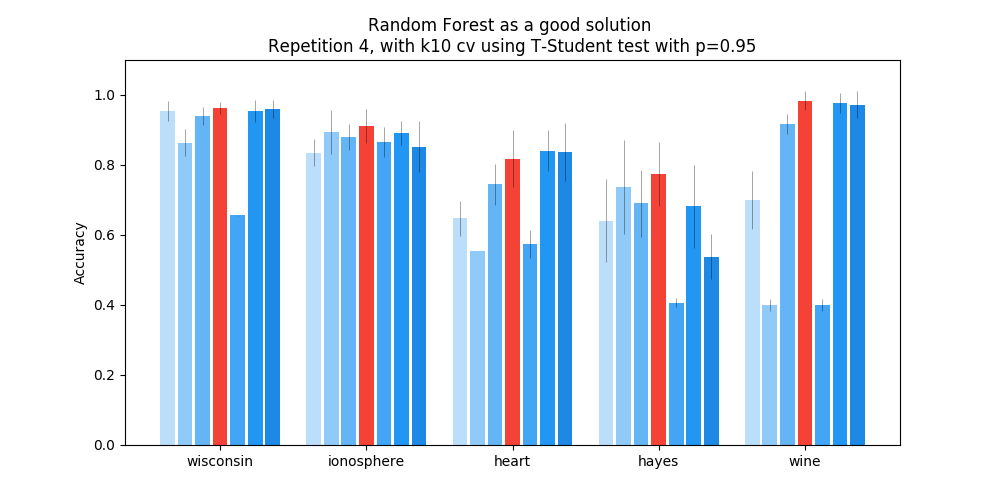 Random Forest as a good solution
Repetition 4, with k10 cv using T-Student test with p=0.95
1.0
0.8
0.6
0.4
0.2
0.0
Accuracy
wisconsin ionosphere heart hayes wine